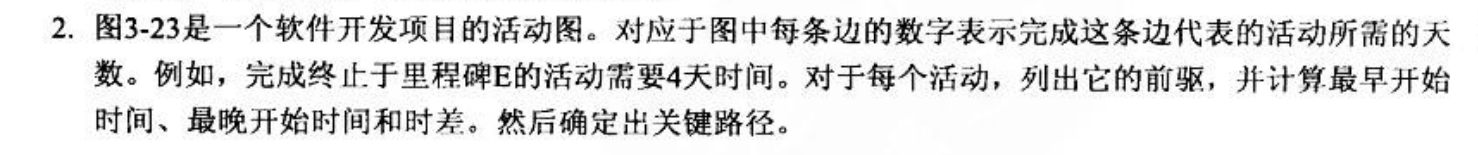 2. 图3-23是一个软件开发项目的活动图。对应于图中每条边的数字表示完成这条边代表的活动所需的天
数。例如，完成终止于里程碑E的活动需要4天时间。对于每个活动，列出它的前驱，并计算最早开始
时间、最晚开始时间和时差。然后确定出关键路径。